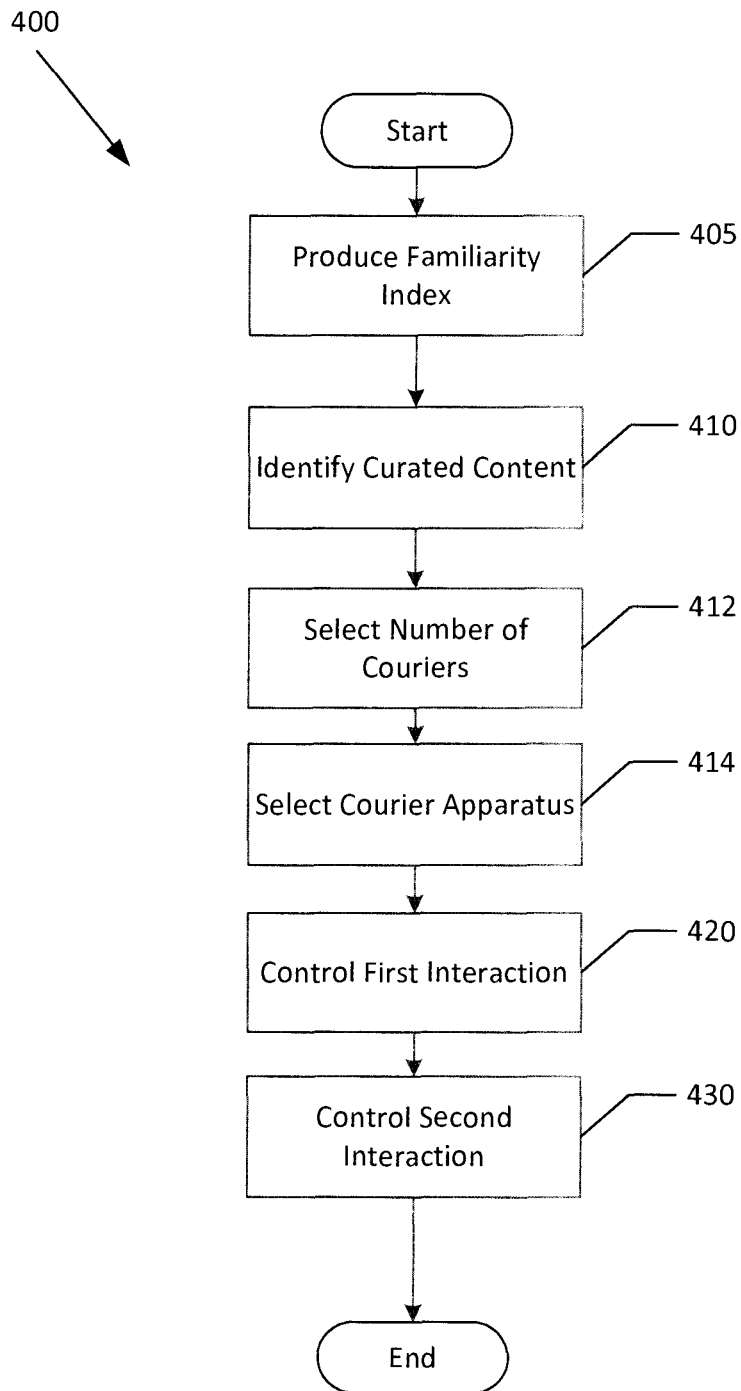 400
Start
Produce Familiarity
Index
405
Identify Curated Content
410
Select Number of
Couriers
412
Select Courier Apparatus
414
Control First Interaction
420
Control Second
Interaction
430
End